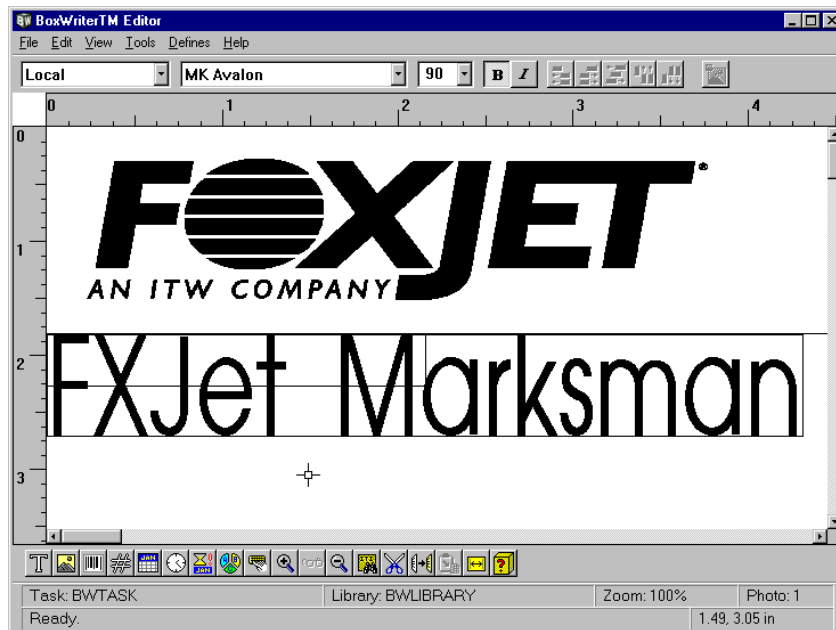 BoxWriterTM Editor
File Edit View Tools Defines Help
Local MK Avalon 90 B I
0 1 2 3 4
0
1
2
3
FOXJET®
AN ITW COMPANY
FXJet Marksman
Task: BWTASK Library: BWLIBRARY Zoom: 100% Photo: 1
Ready. 1.49, 3.05 in